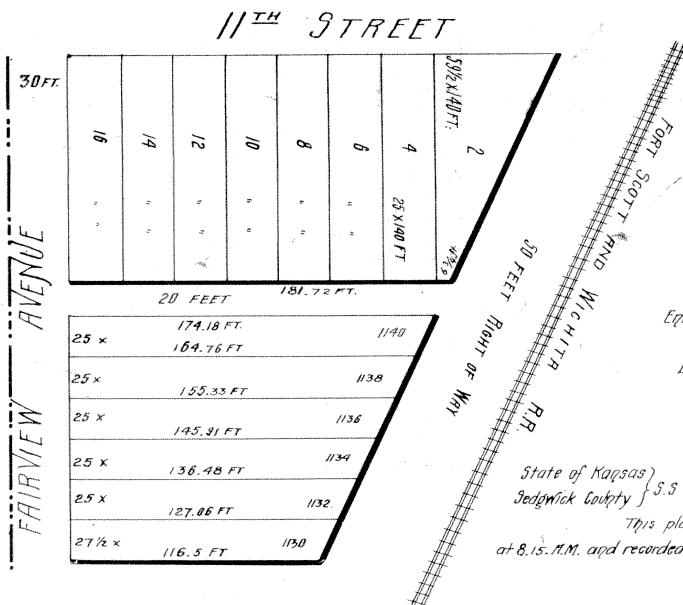 11TH STREET
30 FT.
16
14
12
10
8
6
4
2
59½ x 140 FT.
" " " " " "
" " " " " "
25 x 140 FT
20 FEET
181.72 FT.
FAIRVIEW AVENUE
174.18 FT.
25 x 164.76 FT 1140
25 x 155.33 FT 1138
25 x 145.91 FT 1136
25 x 136.48 FT 1134
25 x 127.06 FT 1132
27½ x 116.5 FT 1130
50 FEET RIGHT OF WAY
FORT SCOTT AND WICHITA R.R.
State of Kansas }
Sedgwick County } S.S
This pla
at 8.15. A.M. and recorded